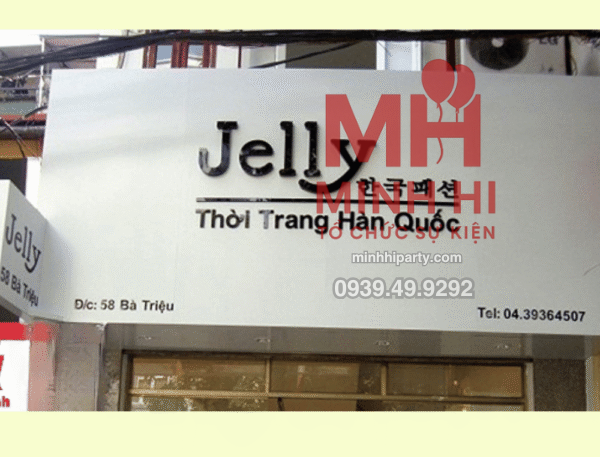 Jelly
한국패션
Thời Trang Hàn Quốc
Đ/c: 58 Bà Triệu
Tel: 04.39364507
Jelly
58 Bà Triệu
MH
MINH HI
TỔ CHỨC SỰ KIỆN
minhhiparty.com
0939.49.9292